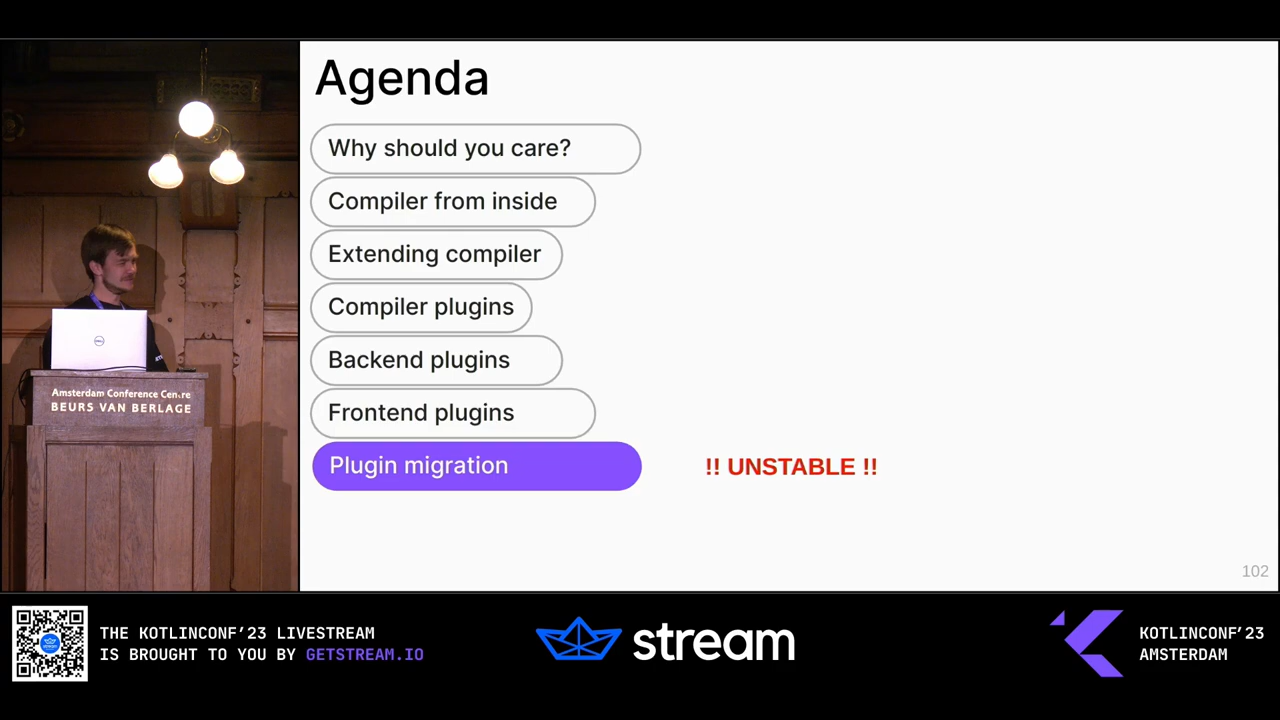 Agenda
Why should you care?
Compiler from inside
Extending compiler
Compiler plugins
Backend plugins
Frontend plugins
Plugin migration
!! UNSTABLE !!
102
Amsterdam Conference Centre
BEURS VAN BERLAGE
THE KOTLINCONF’23 LIVESTREAM
IS BROUGHT TO YOU BY GETSTREAM.IO
stream
KOTLINCONF’23
AMSTERDAM